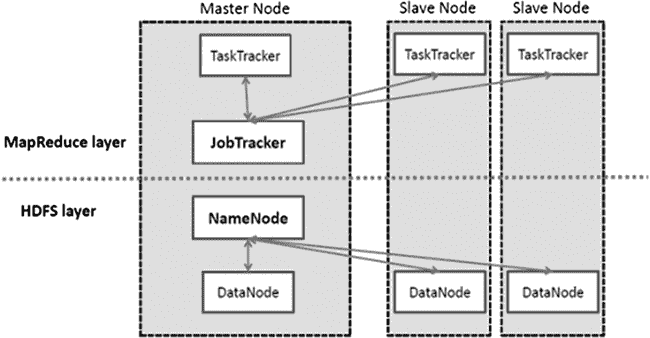 Master Node
Slave Node
Slave Node
TaskTracker
TaskTracker
TaskTracker
MapReduce layer
JobTracker
HDFS layer
NameNode
DataNode
DataNode
DataNode